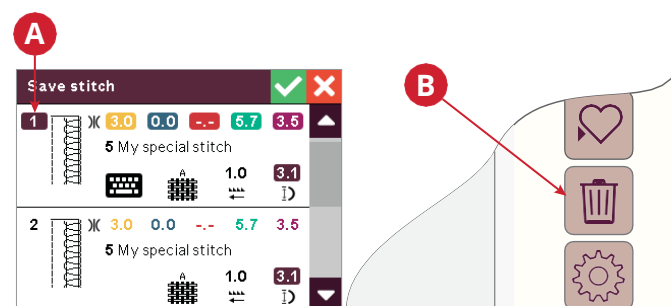 A
B
Save stitch
1 3.0 0.0 -.- 5.7 3.5
5 My special stitch
A 1.0 3.1
2 3.0 0.0 -.- 5.7 3.5
5 My special stitch
A 1.0 3.1